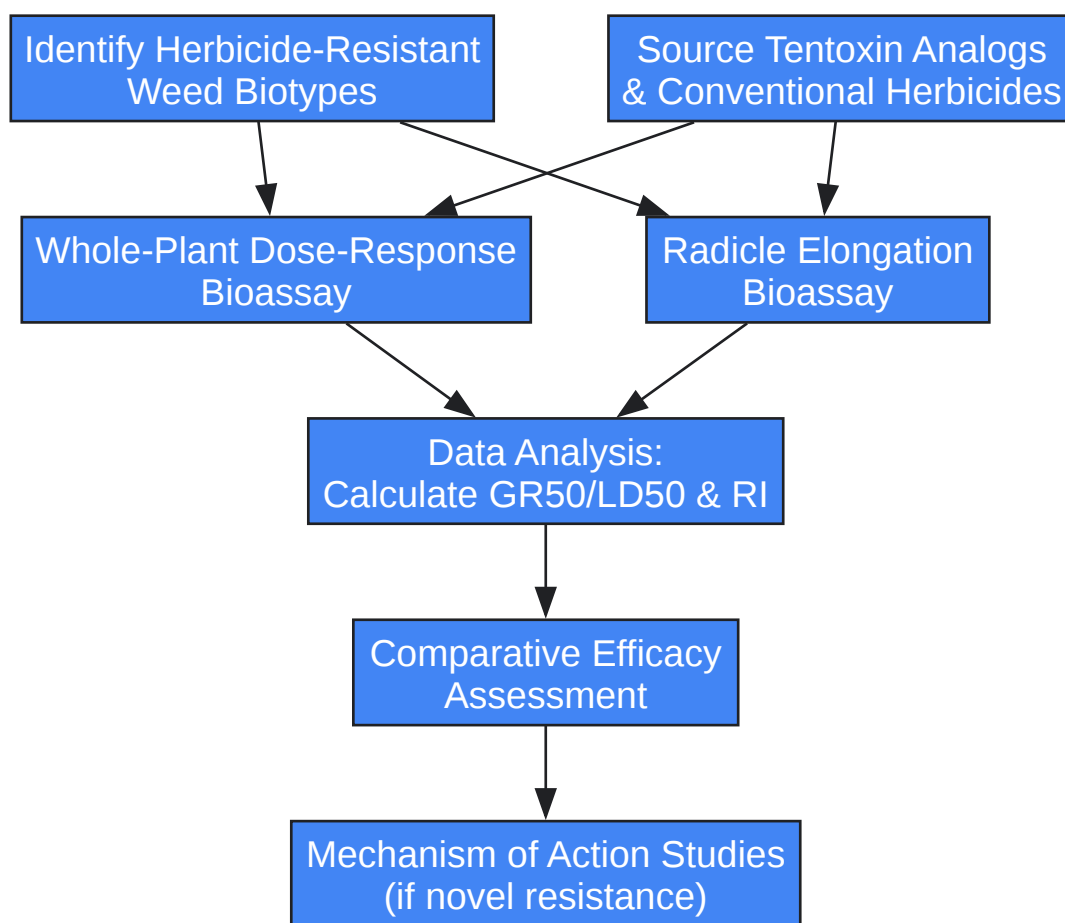 Identify Herbicide-Resistant
Weed Biotypes
Source Tentoxin Analogs
& Conventional Herbicides
Whole-Plant Dose-Response
Bioassay
Radicle Elongation
Bioassay
Data Analysis:
Calculate GR50/LD50 & RI
Comparative Efficacy
Assessment
Mechanism of Action Studies
(if novel resistance)